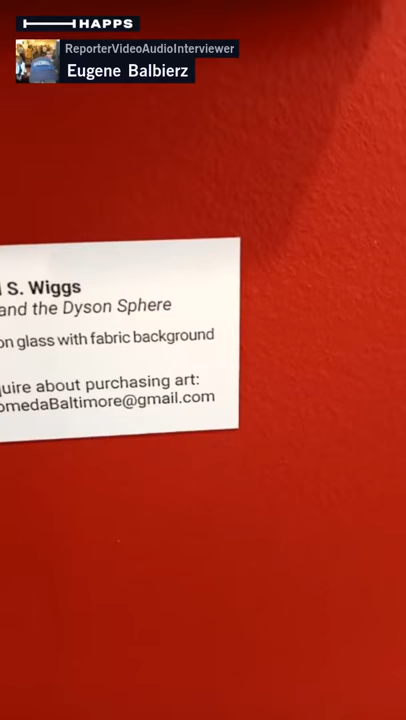 HAPPS
ReporterVideoAudioInterviewer
Eugene Balbierz
S. Wiggs
and the Dyson Sphere
on glass with fabric background
quire about purchasing art:
omedaBaltimore@gmail.com